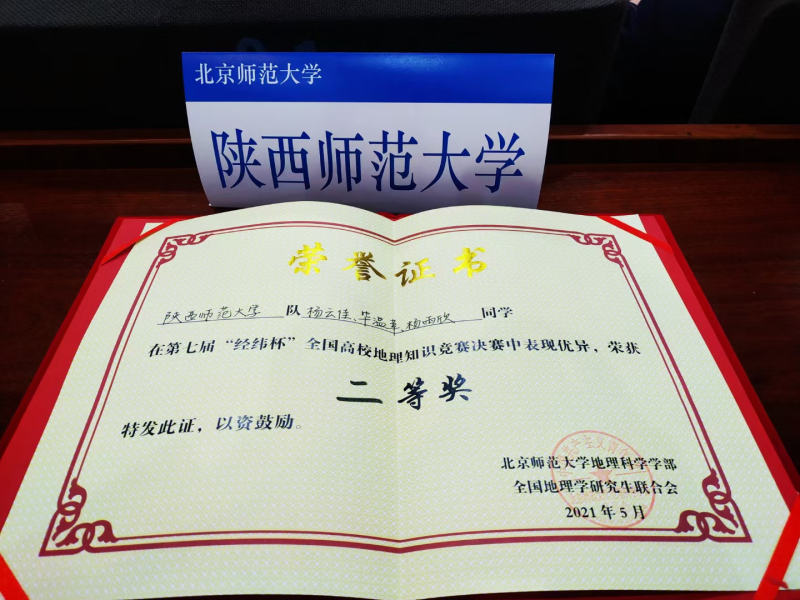 北京师范大学
陕西师范大学
荣誉证书
陕西师范大学 队 杨云佳、毕温幸、杨雨欣 同学
在第七届“经纬杯”全国高校地理知识竞赛决赛中表现优异，荣获
二等奖
特发此证，以资鼓励。
北京师范大学地理科学学部
全国地理学研究生联合会
2021年5月